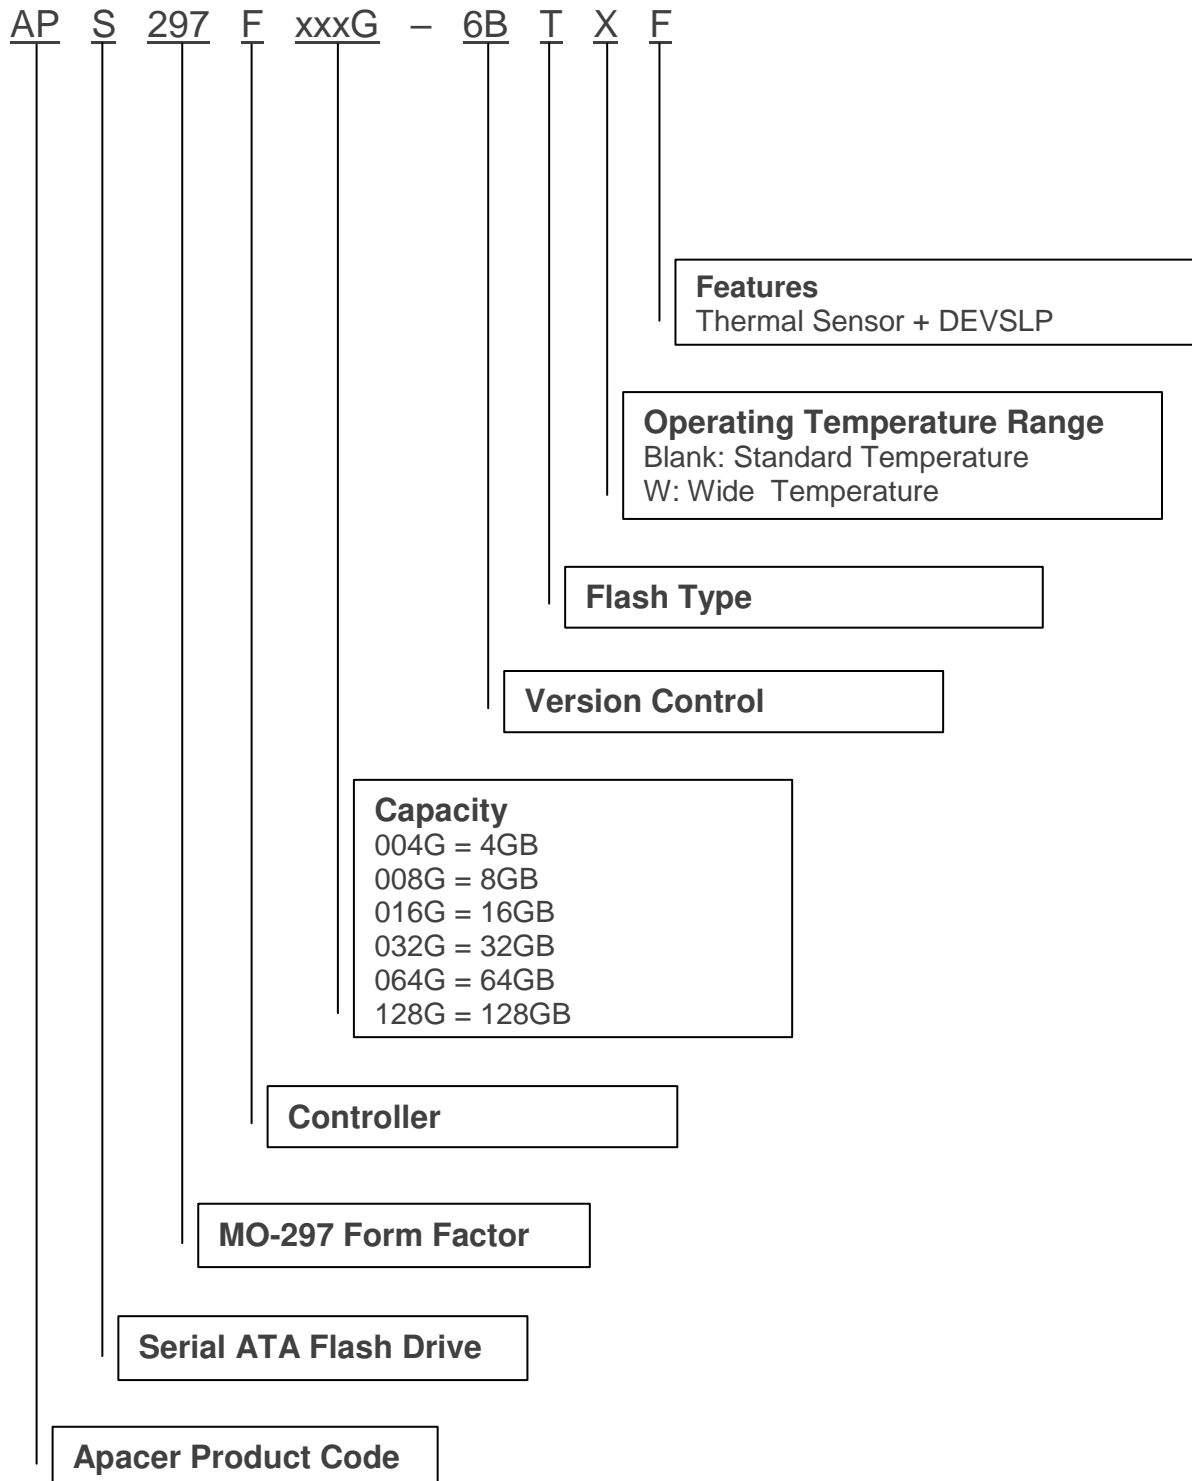 AP S 297 F xxxG – 6B T X F
Features
Thermal Sensor + DEVSLP
Operating Temperature Range
Blank: Standard Temperature
W: Wide Temperature
Flash Type
Version Control
Capacity
004G = 4GB
008G = 8GB
016G = 16GB
032G = 32GB
064G = 64GB
128G = 128GB
Controller
MO-297 Form Factor
Serial ATA Flash Drive
Apacer Product Code